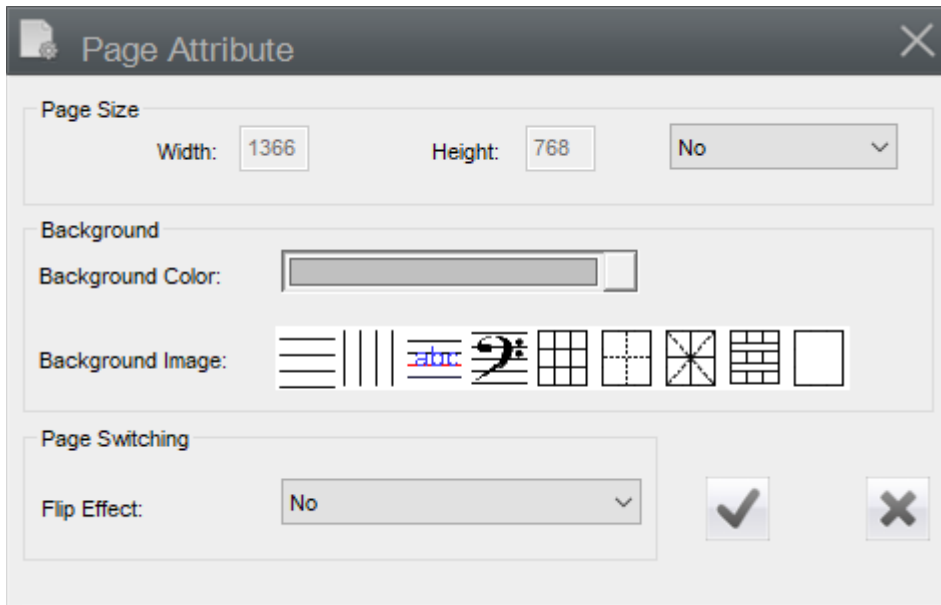 Page Attribute
Page Size
Width: 1366 Height: 768 No
Background
Background Color:
Background Image: abc
Page Switching
Flip Effect: No